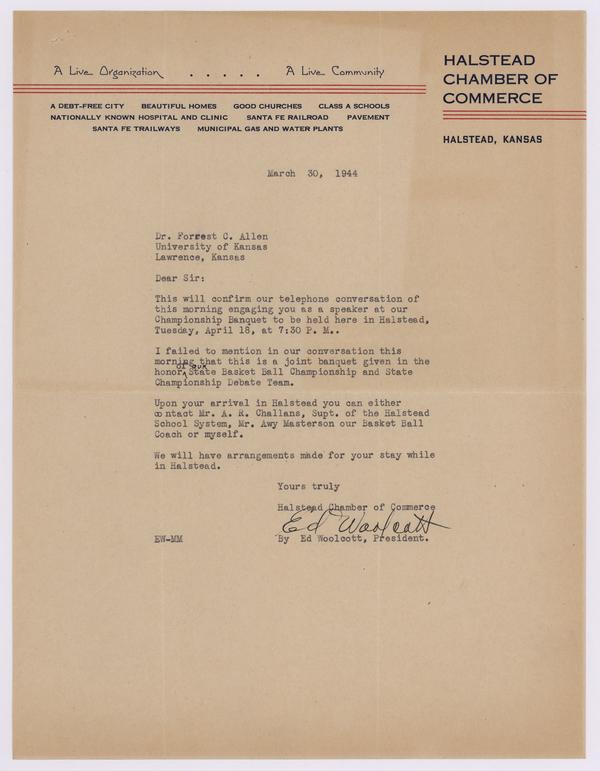 A Live Organization . . . . . A Live Community
HALSTEAD
CHAMBER OF
COMMERCE
A DEBT-FREE CITY BEAUTIFUL HOMES GOOD CHURCHES CLASS A SCHOOLS
NATIONALLY KNOWN HOSPITAL AND CLINIC SANTA FE RAILROAD PAVEMENT
SANTA FE TRAILWAYS MUNICIPAL GAS AND WATER PLANTS
HALSTEAD, KANSAS
March 30, 1944
Dr. Forrest C. Allen
University of Kansas
Lawrence, Kansas
Dear Sir:
This will confirm our telephone conversation of
this morning engaging you as a speaker at our
Championship Banquet to be held here in Halstead,
Tuesday, April 18, at 7:30 P. M..
I failed to mention in our conversation this
morning that this is a joint banquet given in the
of our
honor State Basket Ball Championship and State
Championship Debate Team.
Upon your arrival in Halstead you can either
contact Mr. A. R. Challans, Supt. of the Halstead
School System, Mr. Awy Masterson our Basket Ball
Coach or myself.
We will have arrangements made for your stay while
in Halstead.
Yours truly
Halstead Chamber of Commerce
Ed Woolcott
EW-MM By Ed Woolcott, President.